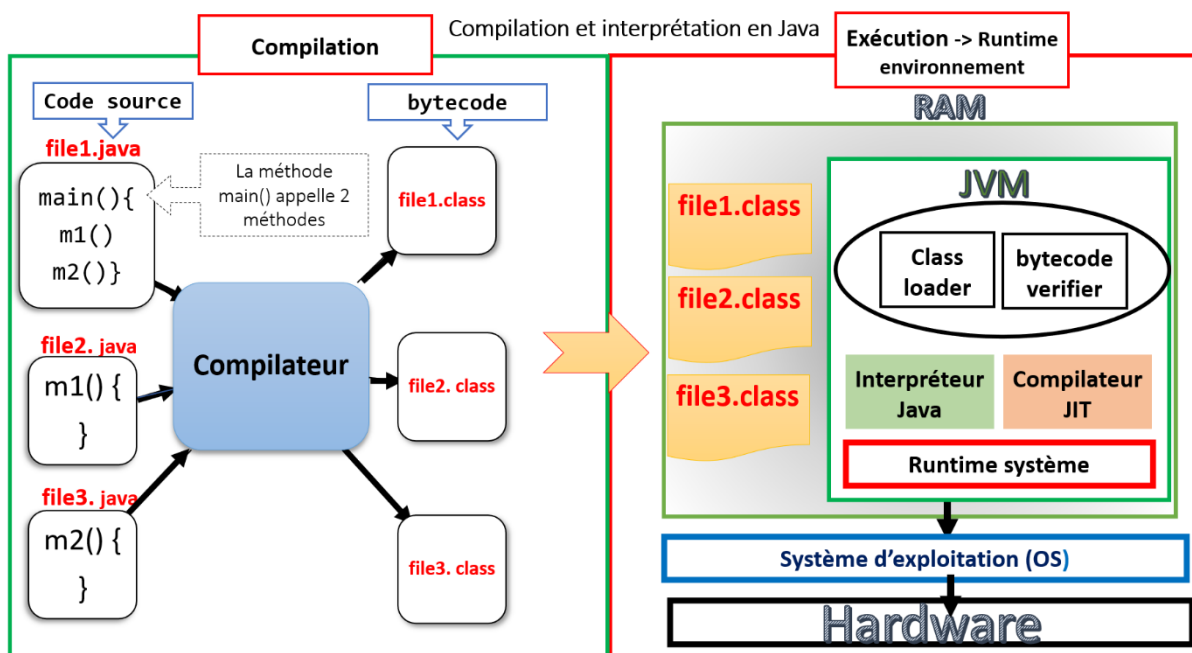 Compilation et interprétation en Java
Compilation
Code source
bytecode
file1.java
main(){
m1()
m2()}
La méthode
main() appelle 2
méthodes
file1.class
file2. java
m1() {
}
Compilateur
file2. class
file3. java
m2() {
}
file3. class
Exécution -> Runtime
environnement
RAM
file1.class
file2.class
file3.class
JVM
Class
loader
bytecode
verifier
Interpréteur
Java
Compilateur
JIT
Runtime système
Système d’exploitation (OS)
Hardware